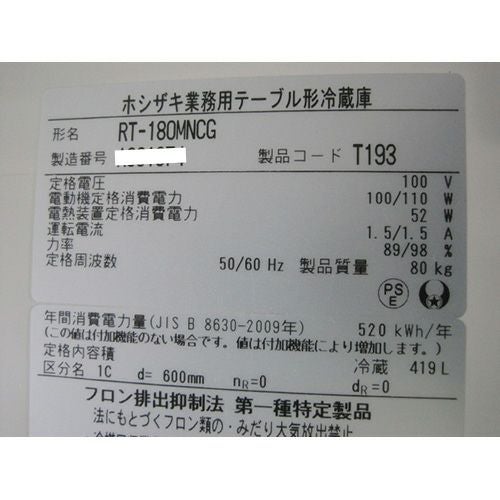 ホシザキ業務用テーブル形冷蔵庫
形名 RT-180MNCG
製造番号 製品コード T193
定格電圧 100 V
電動機定格消費電力 100/110 W
電熱装置定格消費電力 52 W
運転電流 1.5/1.5 A
力率 89/98 %
定格周波数 50/60 Hz 製品質量 80 kg
PS
E
年間消費電力量(JIS B 8630-2009年) 520 kWh/年
(この値は付加機能のない場合です。付加機能により増加します。)
定格内容積 冷蔵 419L
区分名 1C d= 600mm nR=0 dR=0
フロン排出抑制法 第一種特定製品
法にもとづくフロン類の・みだり大気放出禁止